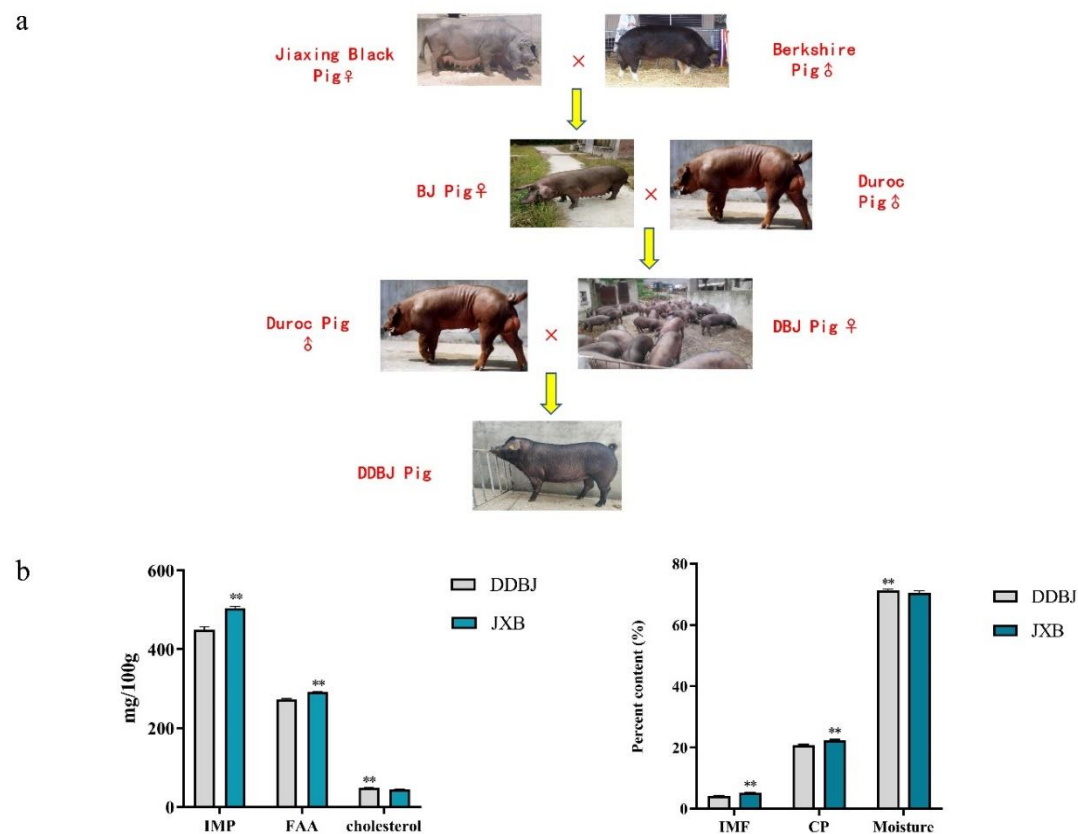 a
Jiaxing Black
Pig♀
×
Berkshire
Pig♂
BJ Pig♀
×
Duroc
Pig♂
Duroc Pig
♂
×
DBJ Pig ♀
DDBJ Pig
b
600
400
200
0
mg/100g
**
**
**
IMP
FAA
cholesterol
DDBJ
JXB
80
60
40
20
0
Percent content (%)
**
**
**
IMF
CP
Moisture
DDBJ
JXB